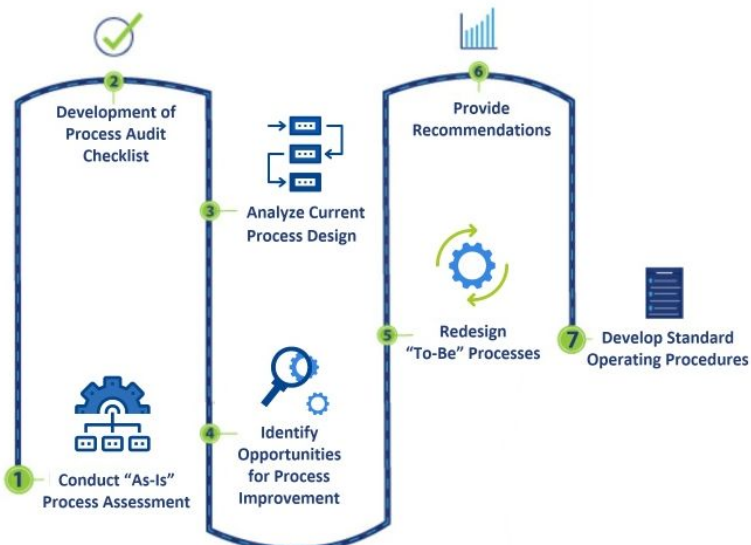 1
Conduct “As-Is”
Process Assessment
2
Development of
Process Audit
Checklist
3
Analyze Current
Process Design
4
Identify
Opportunities
for Process
Improvement
5
Redesign
“To-Be” Processes
6
Provide
Recommendations
7
Develop Standard
Operating Procedures